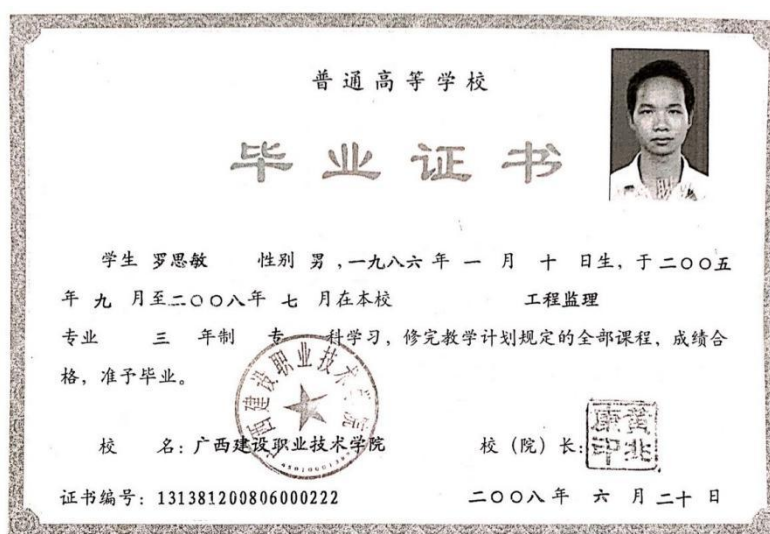 普通高等学校
毕业证书
学生 罗思敏 性别 男 ,一九八六 年 一 月 十 日生, 于 二〇〇五
年 九 月至二〇〇八年 七 月在本校 工程监理
专业 三 年制 专 科学习, 修完教学计划规定的全部课程、成绩合
格, 准予毕业。
校 名: 广西建设职业技术学院 校 (院) 长:
证书编号: 131381200806000222 二〇〇八年 六 月 二十 日